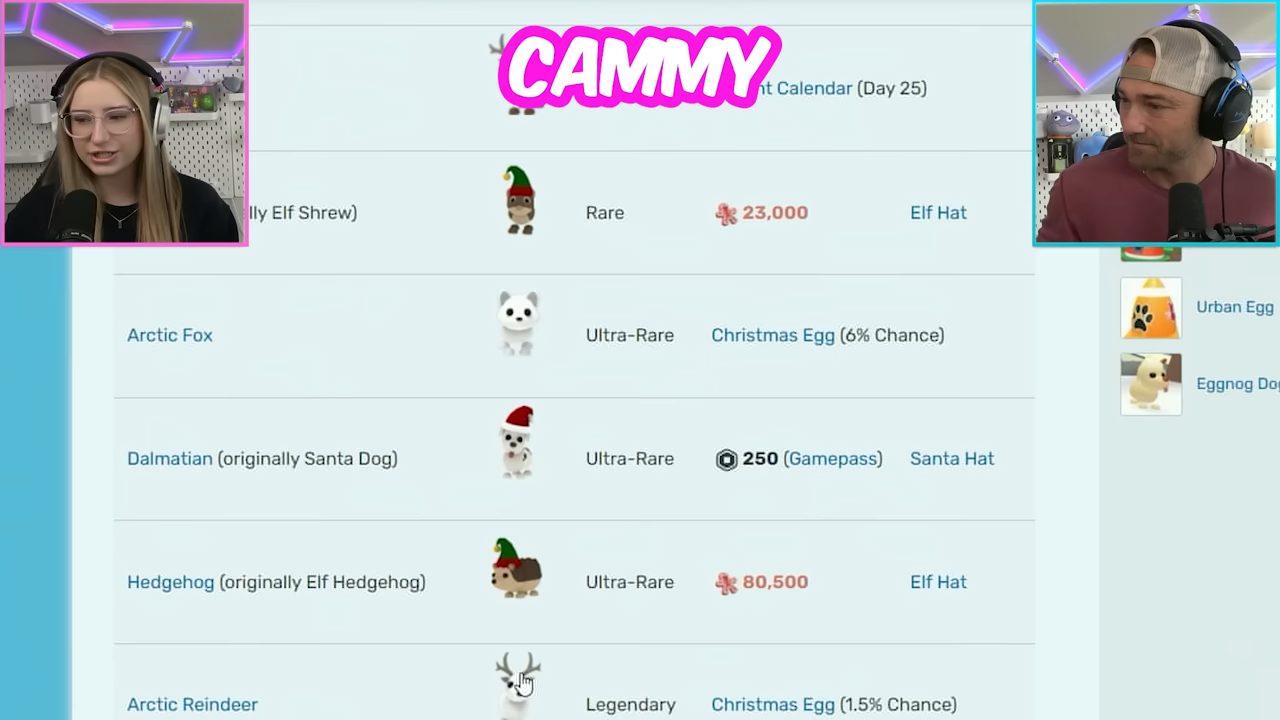 CAMMY
nt Calendar (Day 25)
lly Elf Shrew) Rare 23,000 Elf Hat
Arctic Fox Ultra-Rare Christmas Egg (6% Chance)
Urban Egg
Eggnog Do
Dalmatian (originally Santa Dog) Ultra-Rare 250 (Gamepass) Santa Hat
Hedgehog (originally Elf Hedgehog) Ultra-Rare 80,500 Elf Hat
Arctic Reindeer Legendary Christmas Egg (1.5% Chance)